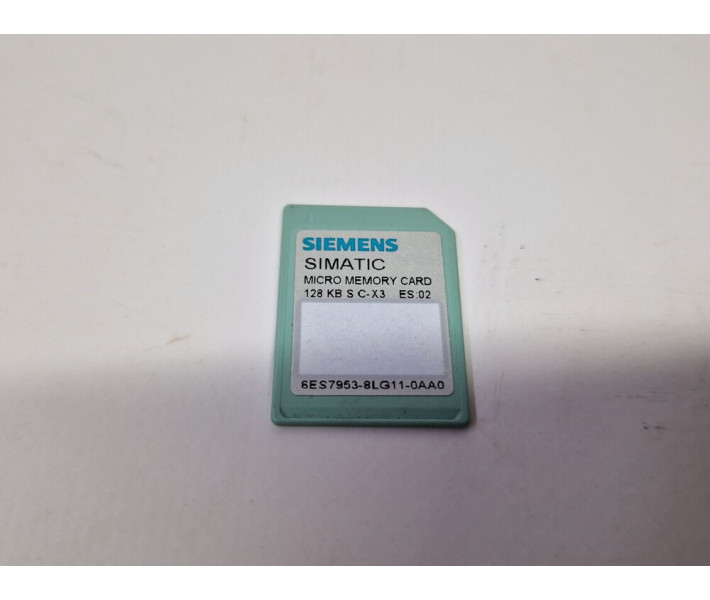 SIEMENS
SIMATIC
MICRO MEMORY CARD
128 KB S C-X3 ES:02
6ES7953-8LG11-0AA0